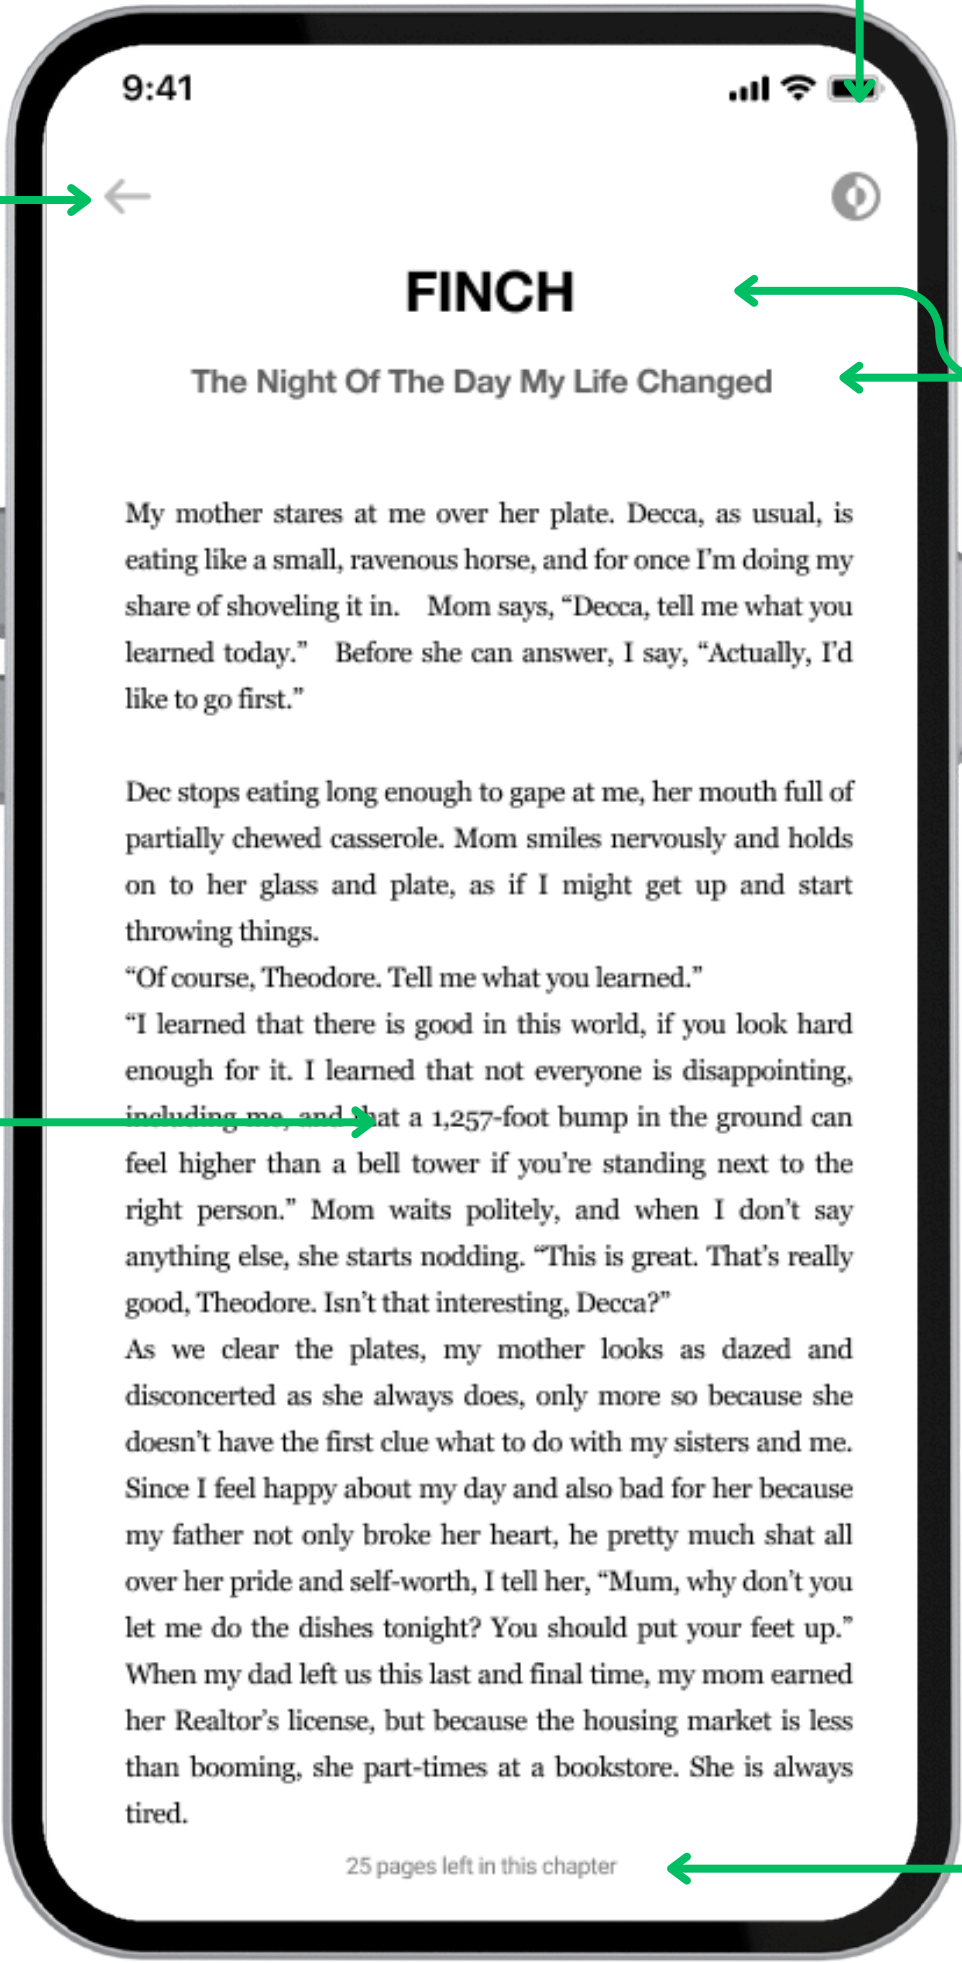 9:41
FINCH
The Night Of The Day My Life Changed
My mother stares at me over her plate. Decca, as usual, is
eating like a small, ravenous horse, and for once I’m doing my
share of shoveling it in. Mom says, “Decca, tell me what you
learned today.” Before she can answer, I say, “Actually, I’d
like to go first.”
Dec stops eating long enough to gape at me, her mouth full of
partially chewed casserole. Mom smiles nervously and holds
on to her glass and plate, as if I might get up and start
throwing things.
“Of course, Theodore. Tell me what you learned.”
“I learned that there is good in this world, if you look hard
enough for it. I learned that not everyone is disappointing,
including me, and that a 1,257-foot bump in the ground can
feel higher than a bell tower if you’re standing next to the
right person.” Mom waits politely, and when I don’t say
anything else, she starts nodding. “This is great. That’s really
good, Theodore. Isn’t that interesting, Decca?”
As we clear the plates, my mother looks as dazed and
disconcerted as she always does, only more so because she
doesn’t have the first clue what to do with my sisters and me.
Since I feel happy about my day and also bad for her because
my father not only broke her heart, he pretty much shat all
over her pride and self-worth, I tell her, “Mum, why don’t you
let me do the dishes tonight? You should put your feet up.”
When my dad left us this last and final time, my mom earned
her Realtor’s license, but because the housing market is less
than booming, she part-times at a bookstore. She is always
tired.
25 pages left in this chapter